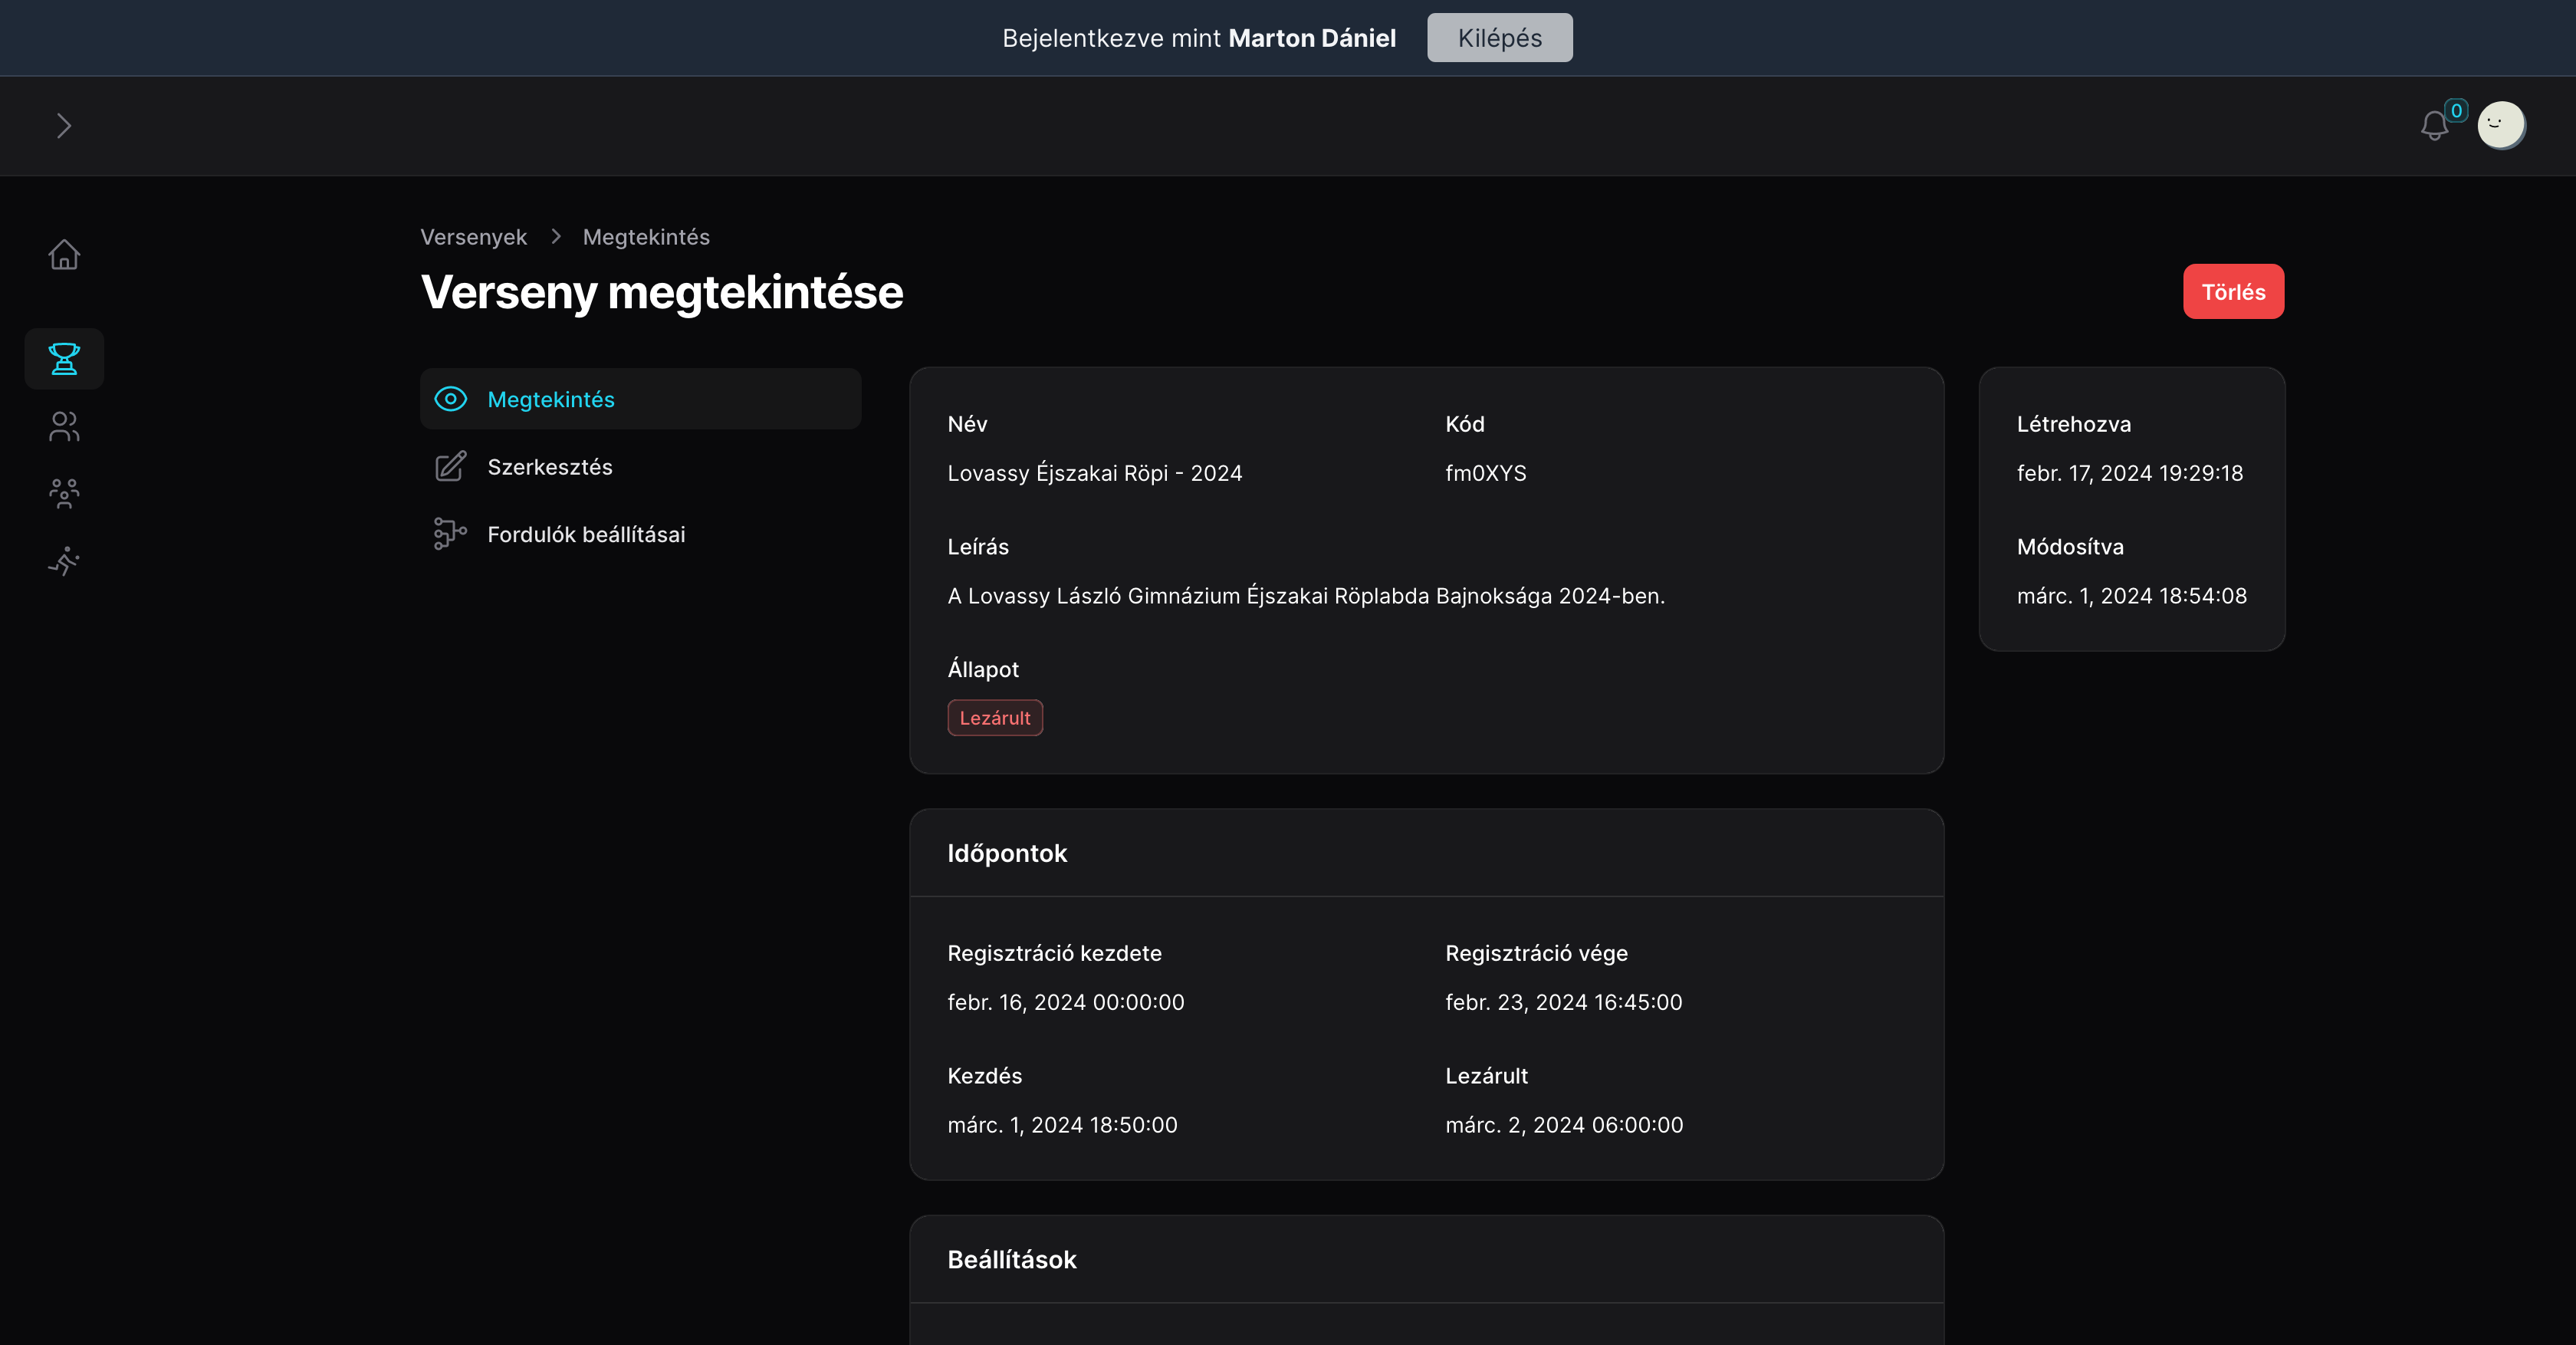 Bejelentkezve mint Marton Dániel Kilépés
0
Versenyek Megtekintés
Verseny megtekintése
Törlés
Megtekintés
Szerkesztés
Fordulók beállításai
Név Kód
Lovassy Éjszakai Röpi - 2024 fm0XYS
Leírás
A Lovassy László Gimnázium Éjszakai Röplabda Bajnoksága 2024-ben.
Állapot
Lezárult
Létrehozva
febr. 17, 2024 19:29:18
Módosítva
márc. 1, 2024 18:54:08
Időpontok
Regisztráció kezdete Regisztráció vége
febr. 16, 2024 00:00:00 febr. 23, 2024 16:45:00
Kezdés Lezárult
márc. 1, 2024 18:50:00 márc. 2, 2024 06:00:00
Beállítások